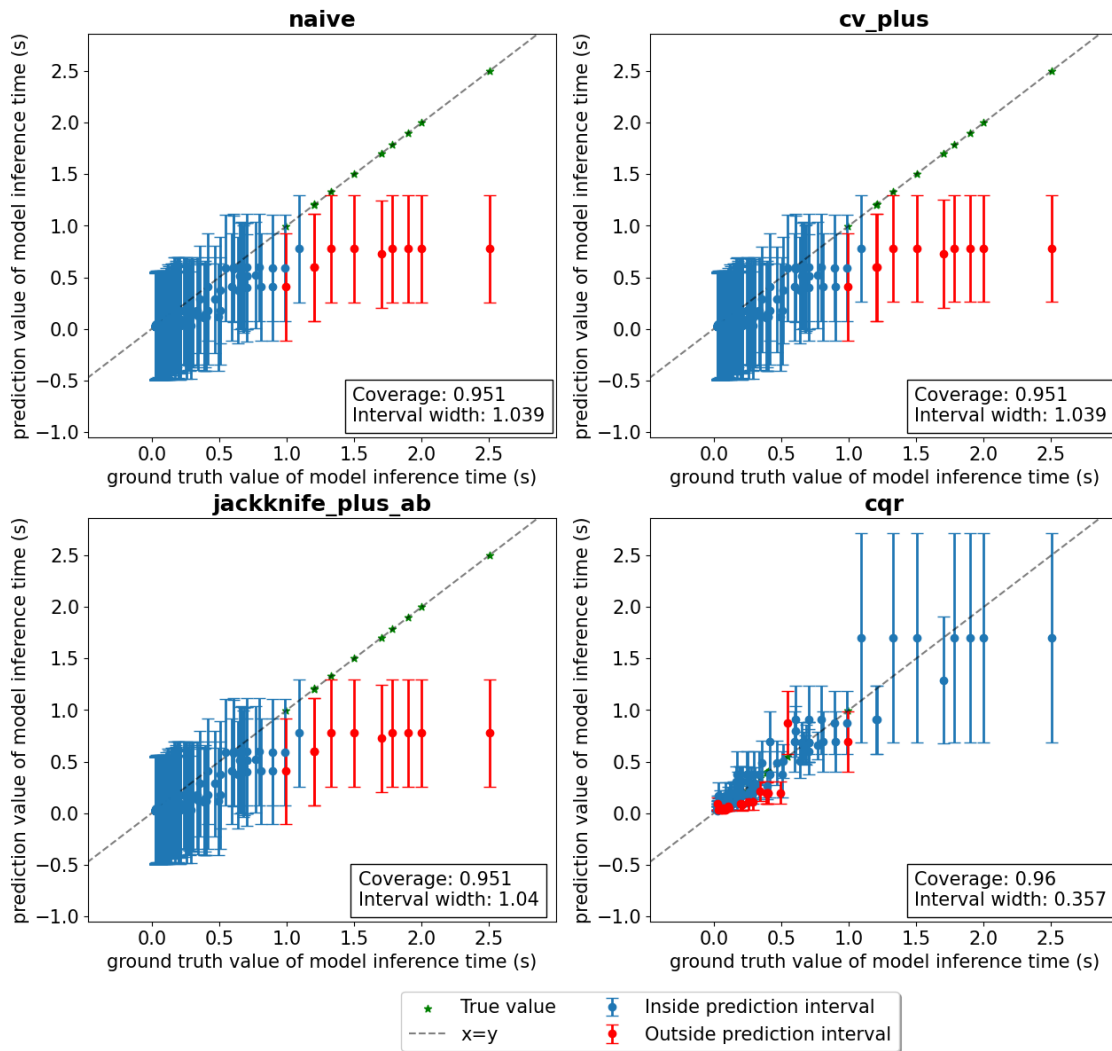 naive
prediction value of model inference time (s)
2.5
2.0
1.5
1.0
0.5
0.0
−0.5
−1.0
Coverage: 0.951
Interval width: 1.039
0.0 0.5 1.0 1.5 2.0 2.5
ground truth value of model inference time (s)
cv_plus
prediction value of model inference time (s)
2.5
2.0
1.5
1.0
0.5
0.0
−0.5
−1.0
Coverage: 0.951
Interval width: 1.039
0.0 0.5 1.0 1.5 2.0 2.5
ground truth value of model inference time (s)
jackknife_plus_ab
prediction value of model inference time (s)
2.5
2.0
1.5
1.0
0.5
0.0
−0.5
−1.0
Coverage: 0.951
Interval width: 1.04
0.0 0.5 1.0 1.5 2.0 2.5
ground truth value of model inference time (s)
cqr
prediction value of model inference time (s)
2.5
2.0
1.5
1.0
0.5
0.0
−0.5
−1.0
Coverage: 0.96
Interval width: 0.357
0.0 0.5 1.0 1.5 2.0 2.5
ground truth value of model inference time (s)
True value
x=y
Inside prediction interval
Outside prediction interval